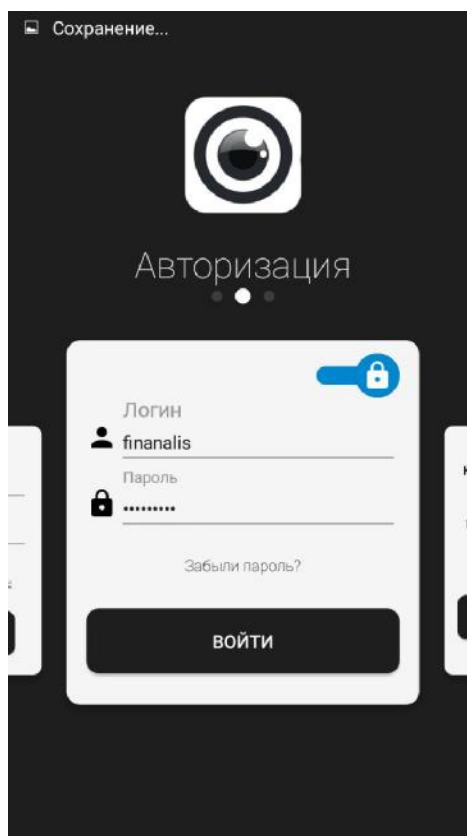 Сохранение...
Авторизация
Логин
finanalis
Пароль
•••••••••
Забыли пароль?
ВОЙТИ